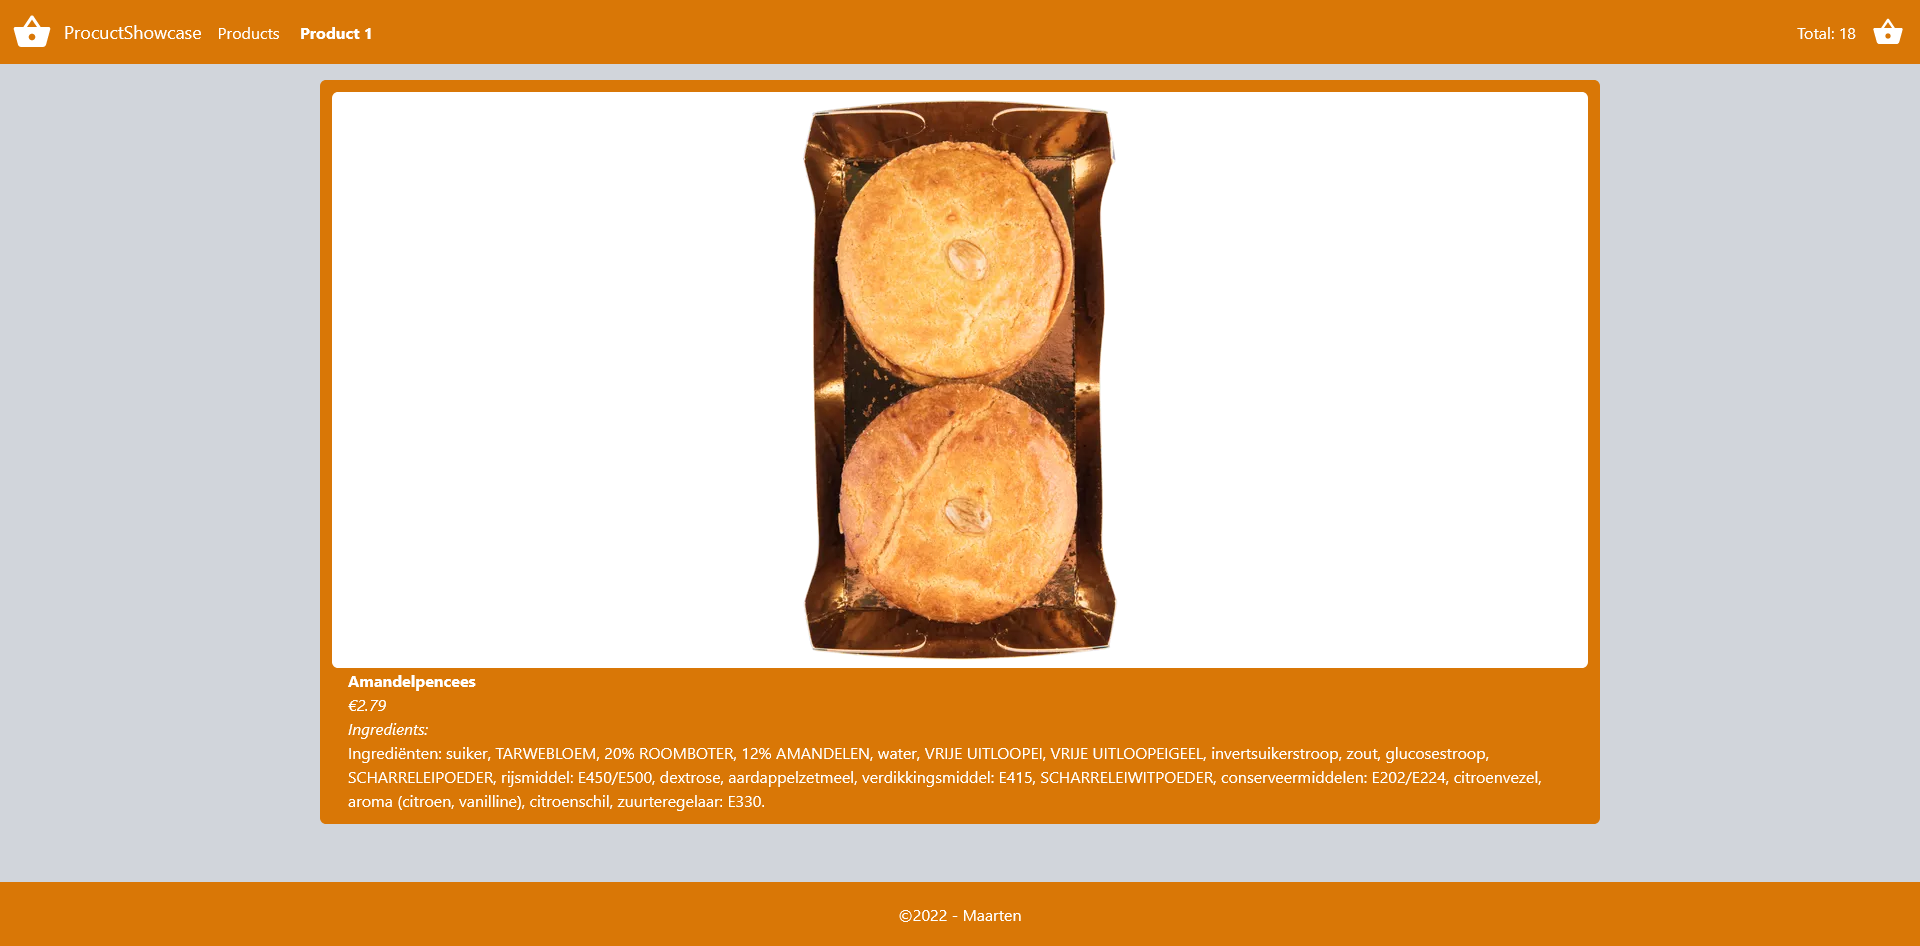 ProcuctShowcase Products Product 1 Total: 18
Amandelpencees
€2.79
Ingredients:
Ingrediënten: suiker, TARWEBLOEM, 20% ROOMBOTER, 12% AMANDELEN, water, VRIJE UITLOOPEI, VRIJE UITLOOPEIGEEL, invertsuikerstroop, zout, glucosestroop,
SCHARRELEIPOEDER, rijsmiddel: E450/E500, dextrose, aardappelzetmeel, verdikkingsmiddel: E415, SCHARRELEIWITPOEDER, conserveermiddelen: E202/E224, citroenvezel,
aroma (citroen, vanilline), citroenschil, zuurteregelaar: E330.
©2022 - Maarten